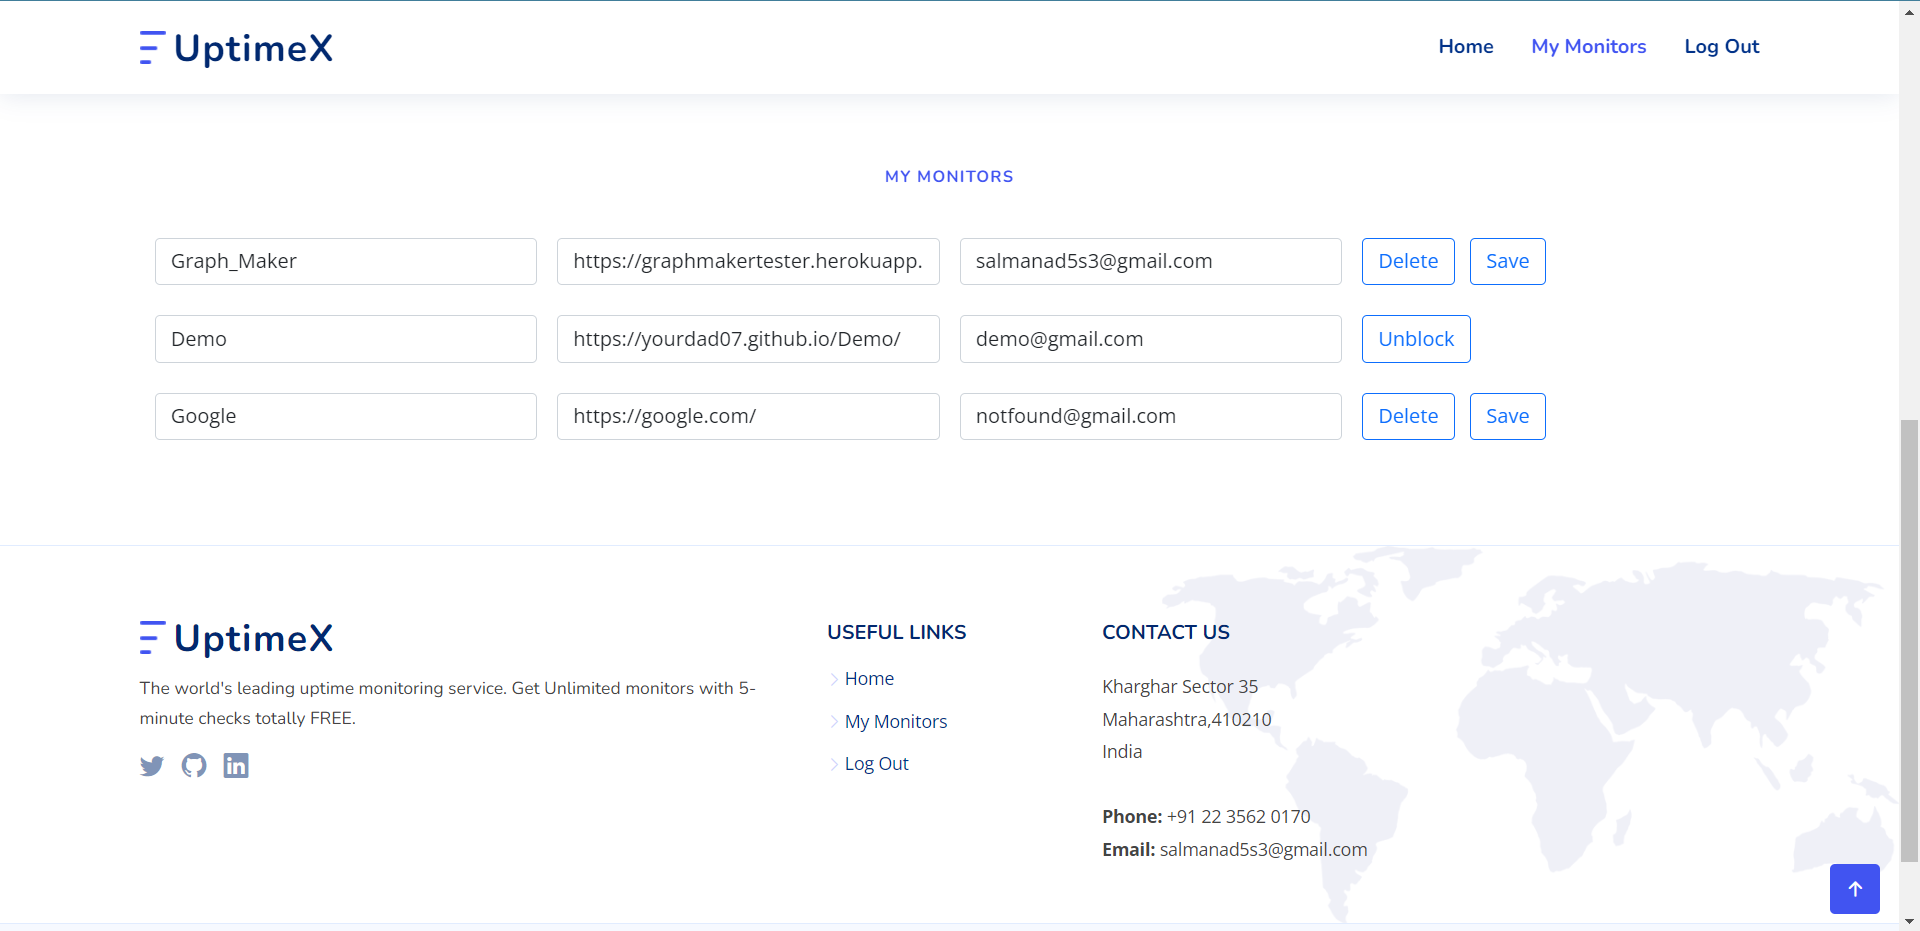 UptimeX
Home My Monitors Log Out
MY MONITORS
Graph_Maker https://graphmakertester.herokuapp. salmanad5s3@gmail.com Delete Save
Demo https://yourdad07.github.io/Demo/ demo@gmail.com Unblock
Google https://google.com/ notfound@gmail.com Delete Save
UptimeX
The world's leading uptime monitoring service. Get Unlimited monitors with 5-
minute checks totally FREE.
USEFUL LINKS
Home
My Monitors
Log Out
CONTACT US
Kharghar Sector 35
Maharashtra,410210
India
Phone: +91 22 3562 0170
Email: salmanad5s3@gmail.com